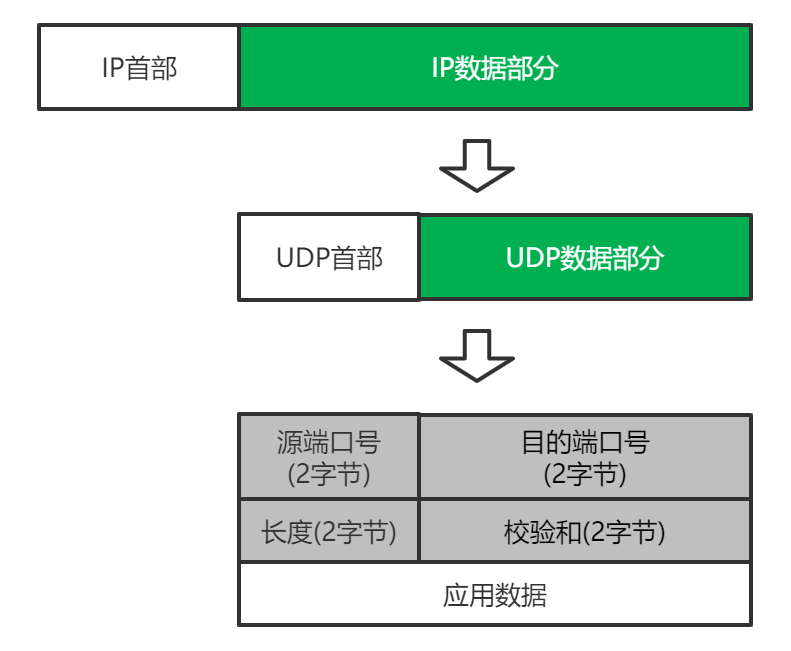 IP首部
IP数据部分
UDP首部
UDP数据部分
源端口号
(2字节)
目的端口号
(2字节)
长度(2字节)
校验和(2字节)
应用数据